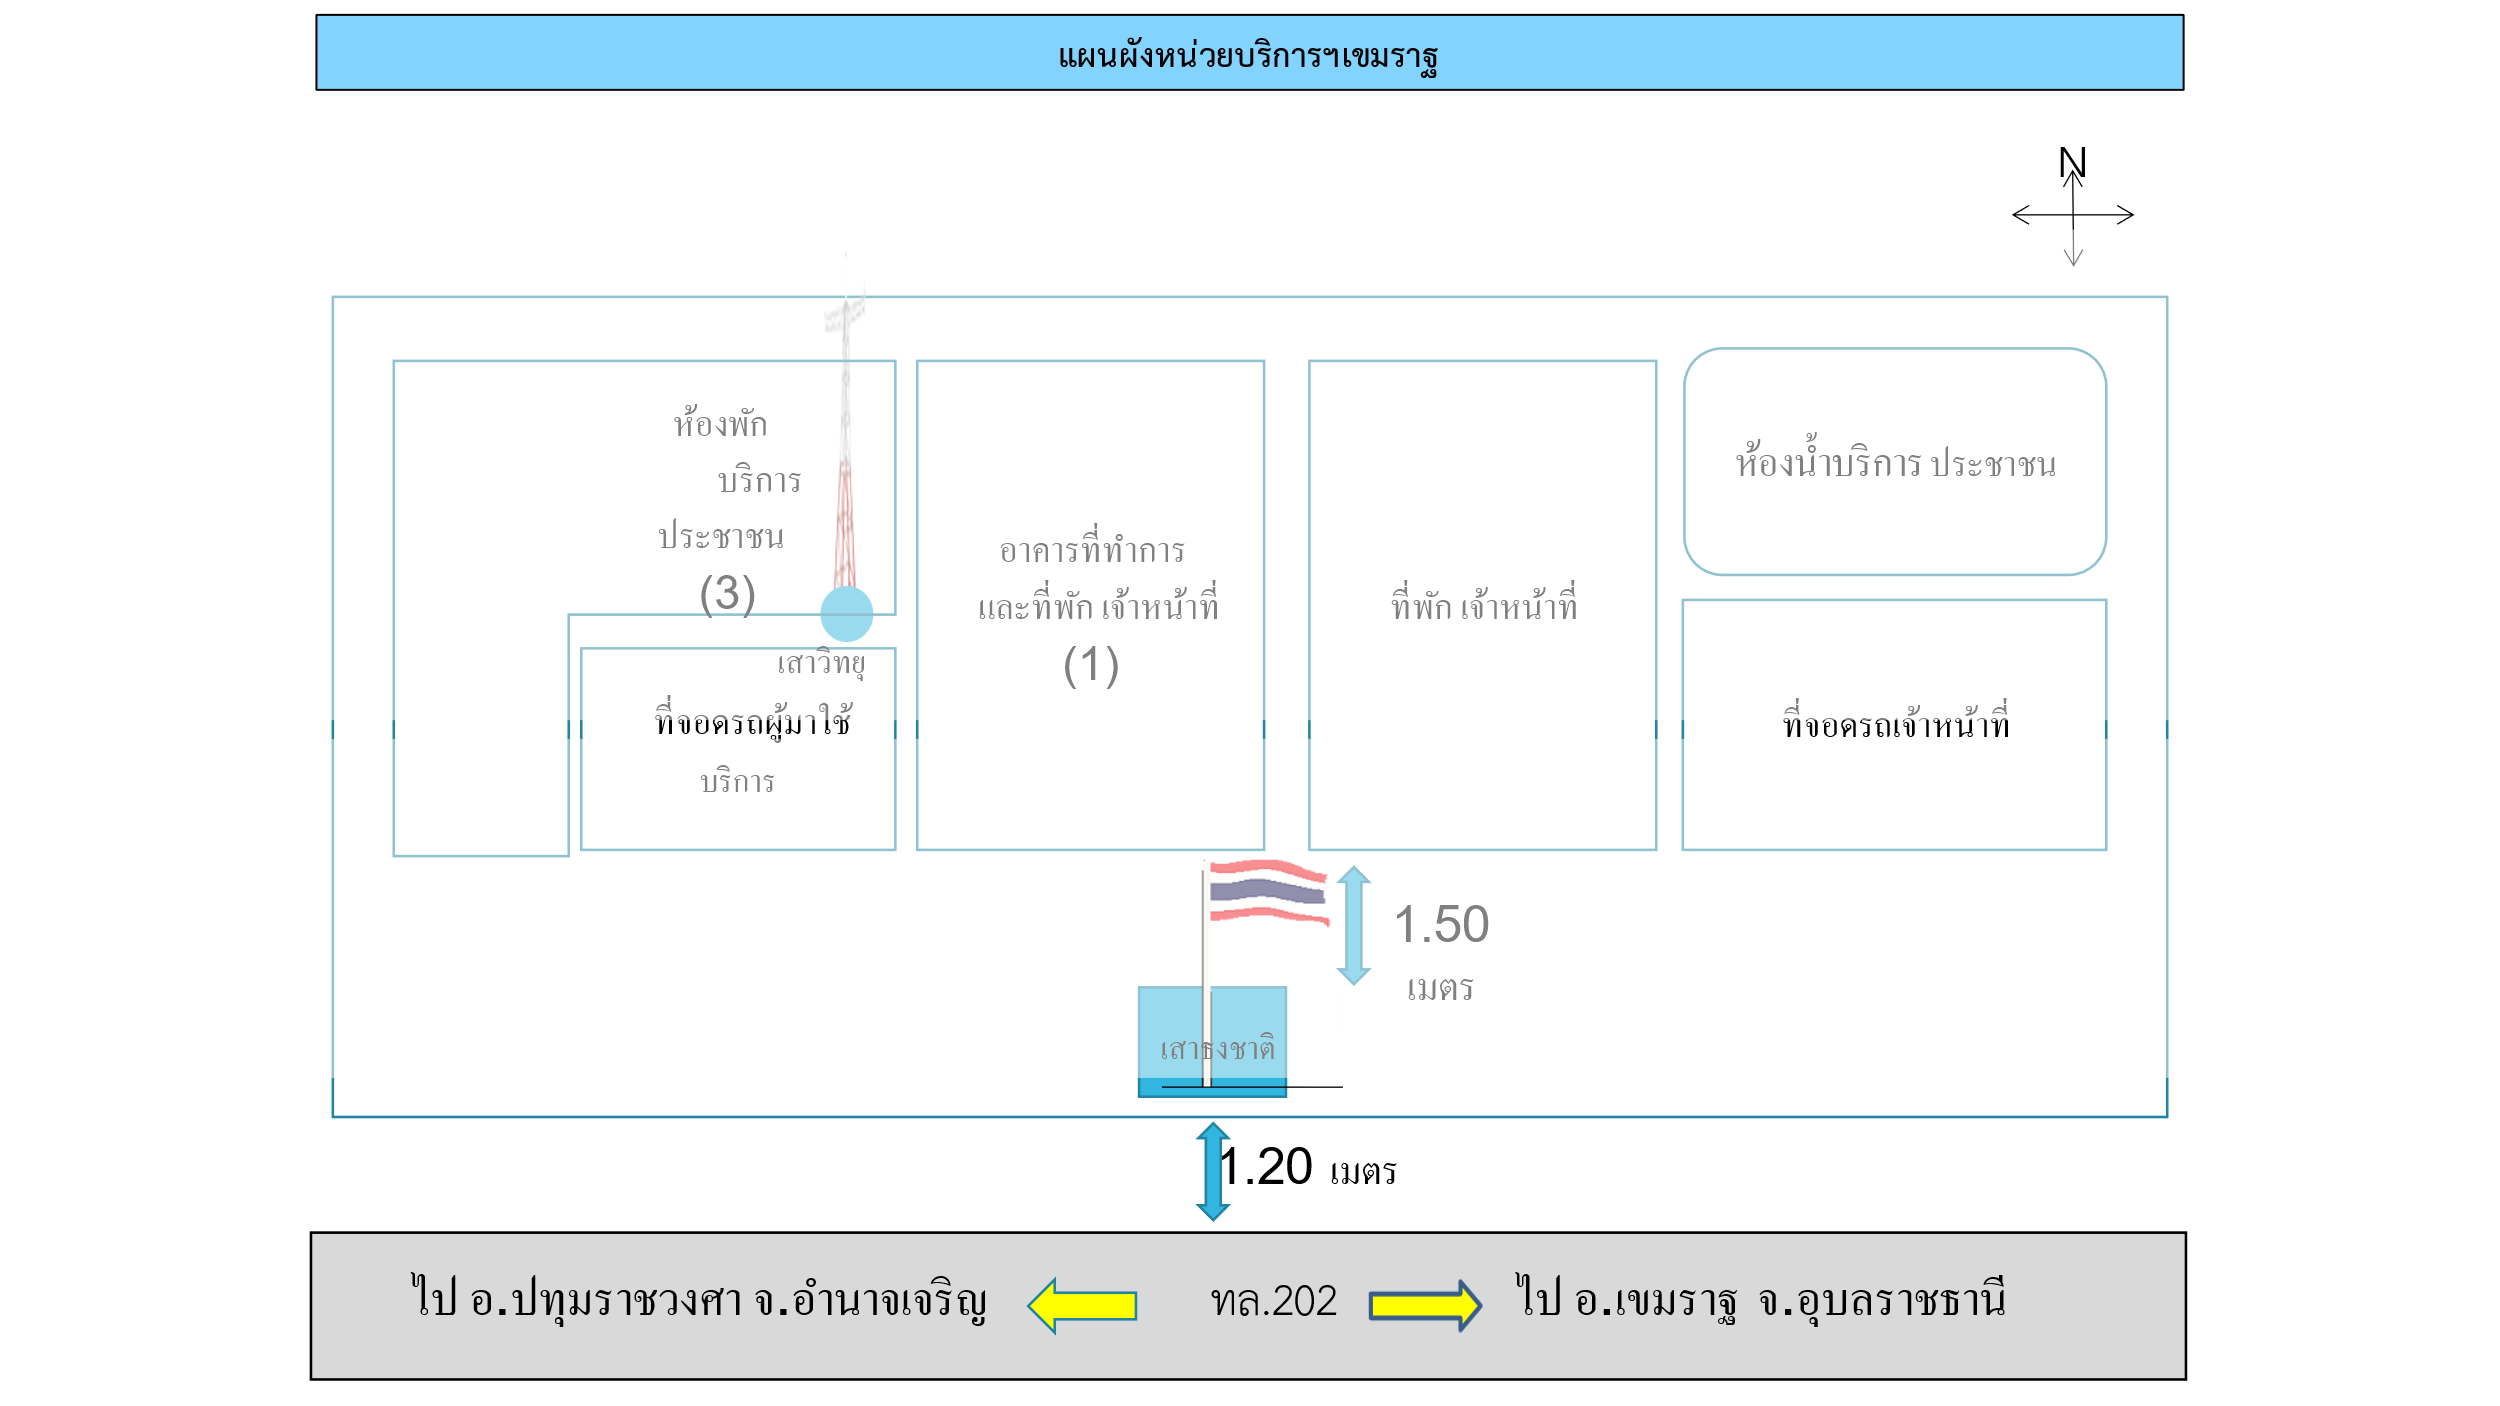 แผนผังหน่วยบริการฯเขมราฐ
N
ห้องพัก
บริการ
ประชาชน
(3)
เสาวิทยุ
ที่จอดรถผู้มาใช้
บริการ
อาคารที่ทำการ
และที่พัก เจ้าหน้าที่
(1)
ที่พัก เจ้าหน้าที่
ห้องน้ำบริการ ประชาชน
ที่จอดรถเจ้าหน้าที่
1.50
เมตร
เสาธงชาติ
1.20 เมตร
ไป อ.ปทุมราชวงศา จ.อำนาจเจริญ ทล.202 ไป อ.เขมราฐ จ.อุบลราชธานี